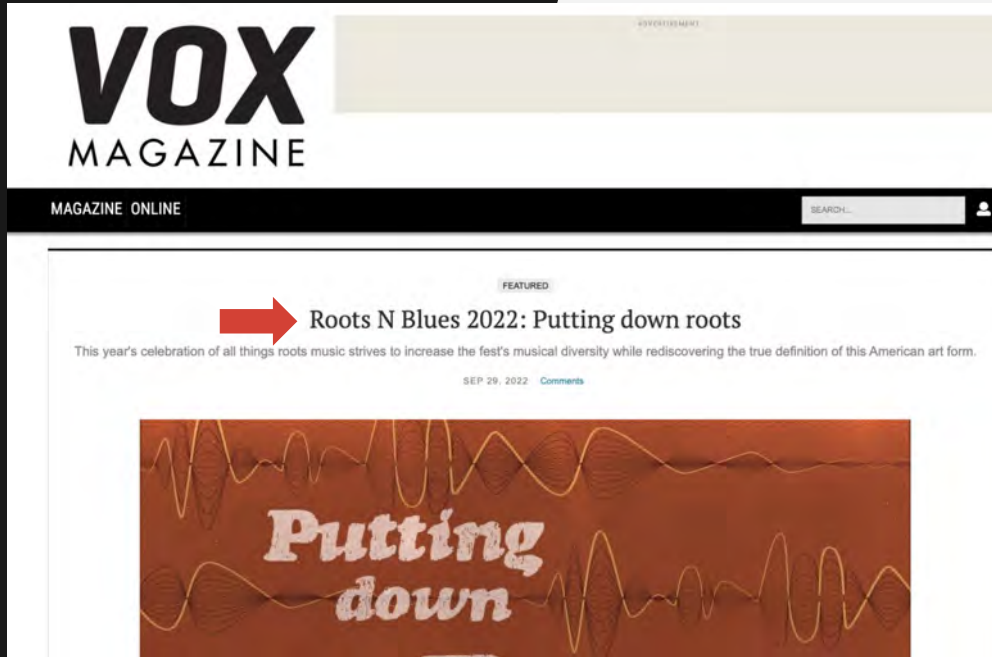 ADVERTISEMENT
VOX
MAGAZINE
MAGAZINE ONLINE
SEARCH...
FEATURED
Roots N Blues 2022: Putting down roots
This year's celebration of all things roots music strives to increase the fest's musical diversity while rediscovering the true definition of this American art form.
SEP 29, 2022 Comments
Putting
down